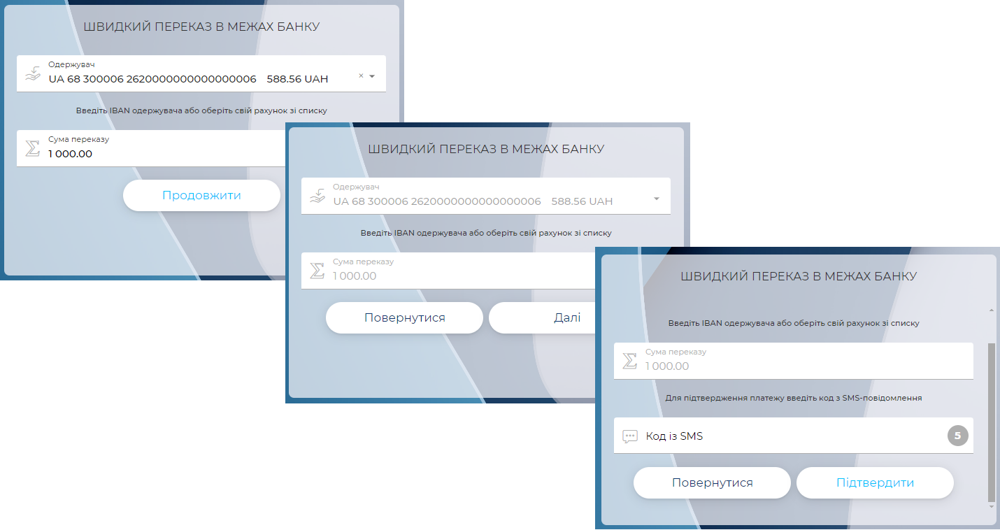 ШВИДКИЙ ПЕРЕКАЗ В МЕЖАХ БАНКУ
Одержувач
UA 68 300006 2620000000000000006 588.56 UAH
Введіть IBAN одержувача або оберіть свій рахунок зі списку
Сума переказу
1 000.00
Продовжити
ШВИДКИЙ ПЕРЕКАЗ В МЕЖАХ БАНКУ
Одержувач
UA 68 300006 2620000000000000006 588.56 UAH
Введіть IBAN одержувача або оберіть свій рахунок зі списку
Сума переказу
1 000.00
Повернутися Далі
ШВИДКИЙ ПЕРЕКАЗ В МЕЖАХ БАНКУ
Введіть IBAN одержувача або оберіть свій рахунок зі списку
Сума переказу
1 000.00
Для підтвердження платежу введіть код з SMS-повідомлення
Код із SMS 5
Повернутися Підтвердити